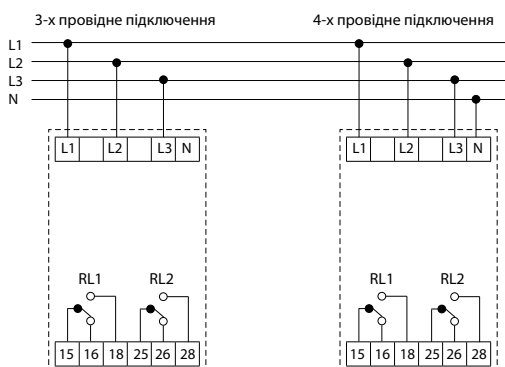 3-х провідне підключення 4-х провідне підключення
L1
L2
L3
N
L1 L2 L3 N L1 L2 L3 N
RL1 RL2 RL1 RL2
15 16 18 25 26 28 15 16 18 25 26 28